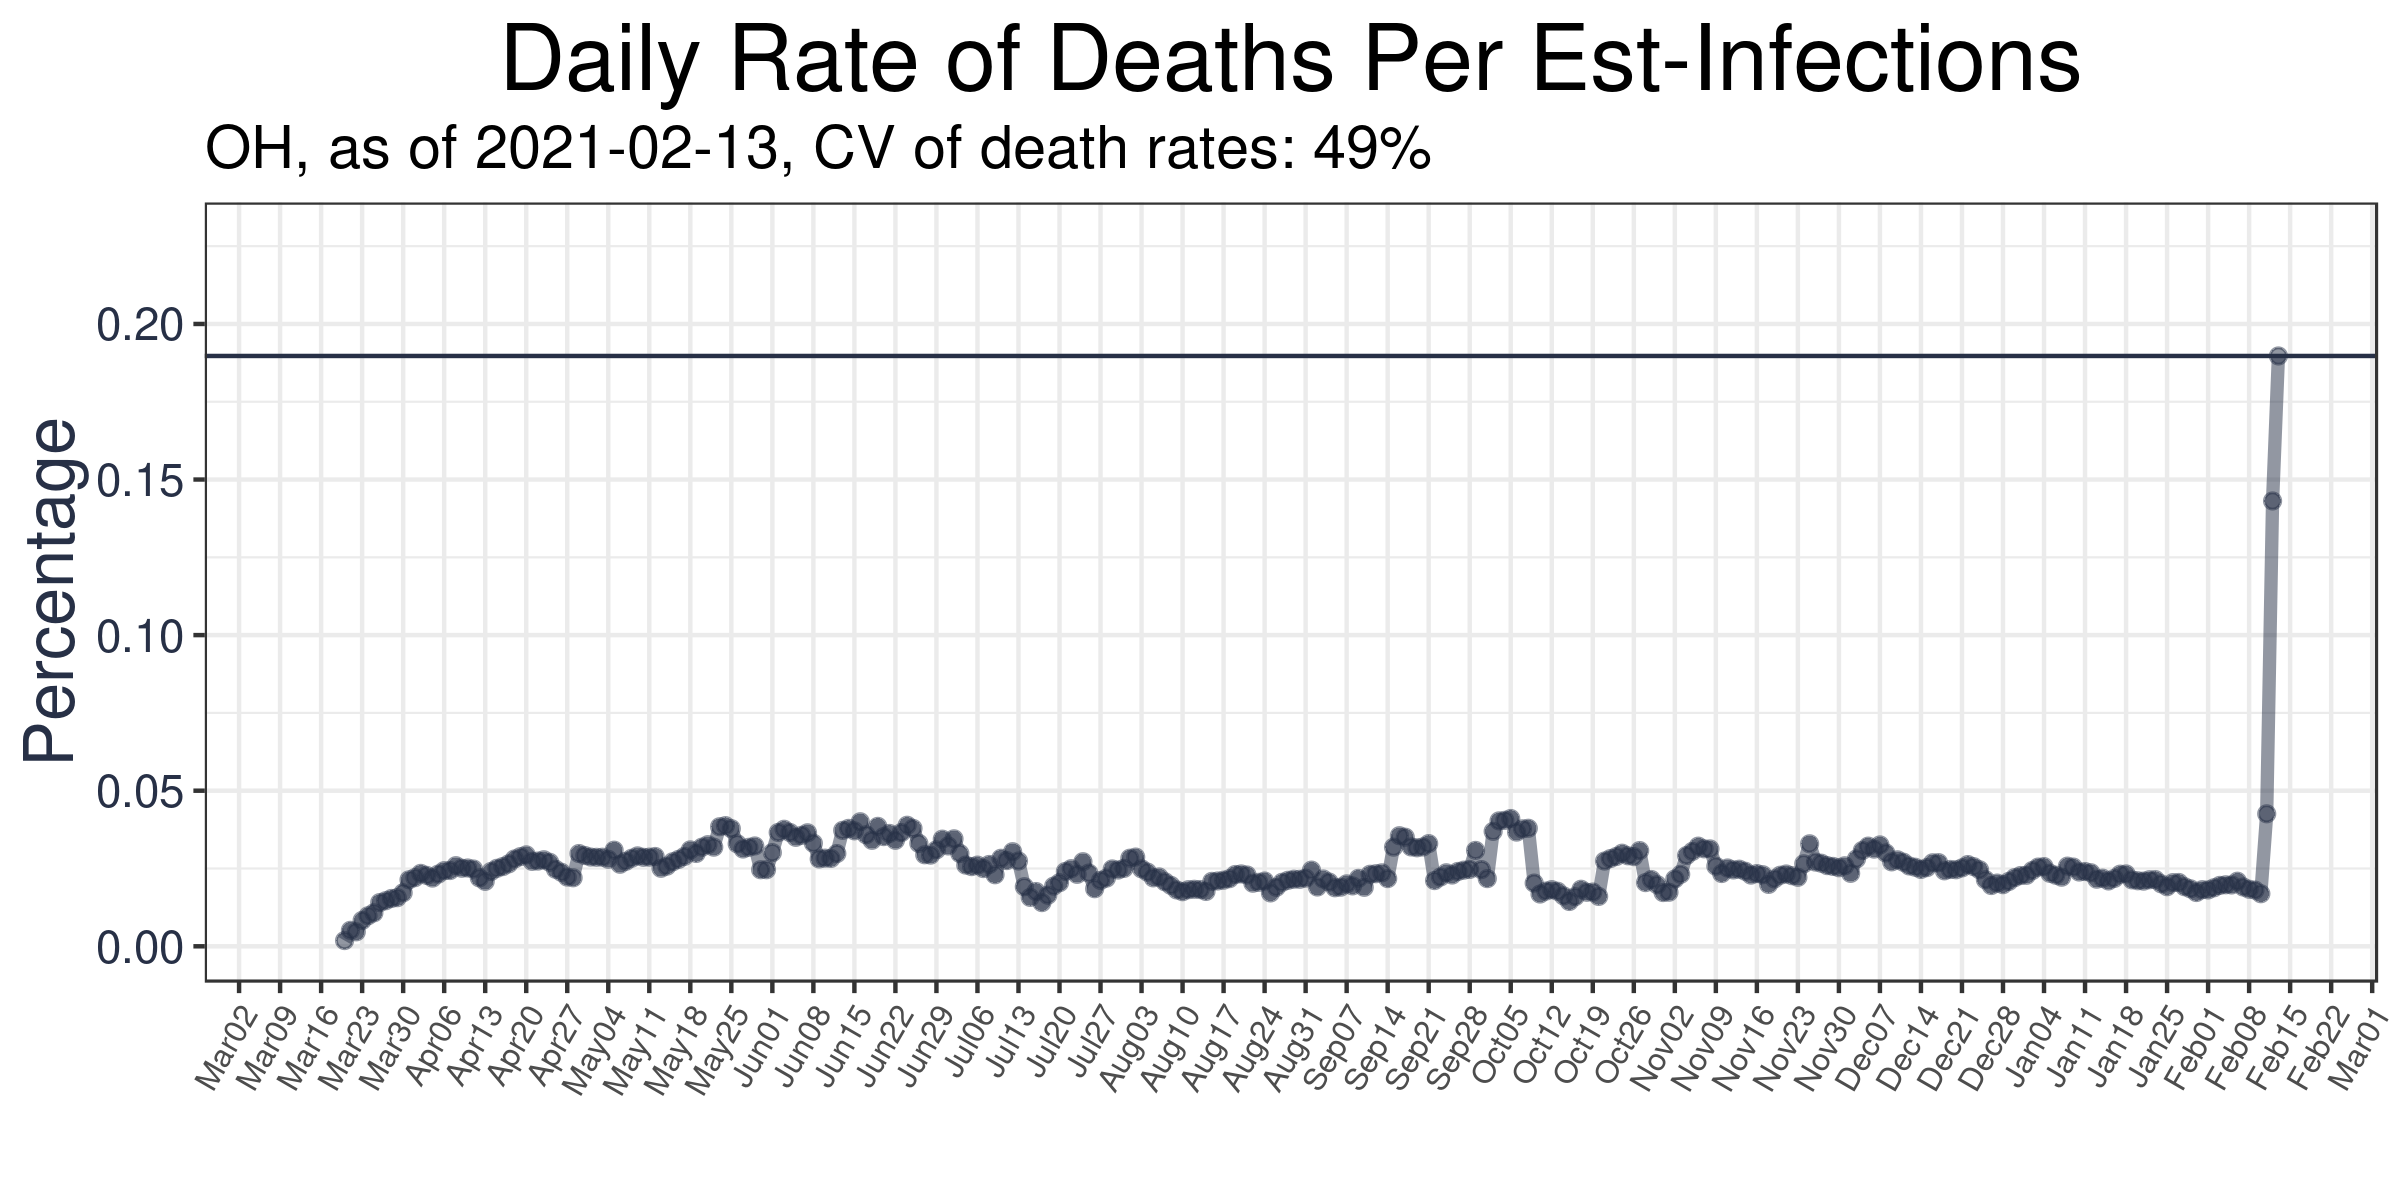 Daily Rate of Deaths Per Est-Infections
OH, as of 2021-02-13, CV of death rates: 49%
Percentage
0.20
0.15
0.10
0.05
0.00
Mar02 Mar09 Mar16 Mar23 Mar30 Apr06 Apr13 Apr20 Apr27 May04 May11 May18 May25 Jun01 Jun08 Jun15 Jun22 Jun29 Jul06 Jul13 Jul20 Jul27 Aug03 Aug10 Aug17 Aug24 Aug31 Sep07 Sep14 Sep21 Sep28 Oct05 Oct12 Oct19 Oct26 Nov02 Nov09 Nov16 Nov23 Nov30 Dec07 Dec14 Dec21 Dec28 Jan04 Jan11 Jan18 Jan25 Feb01 Feb08 Feb15 Feb22 Mar01